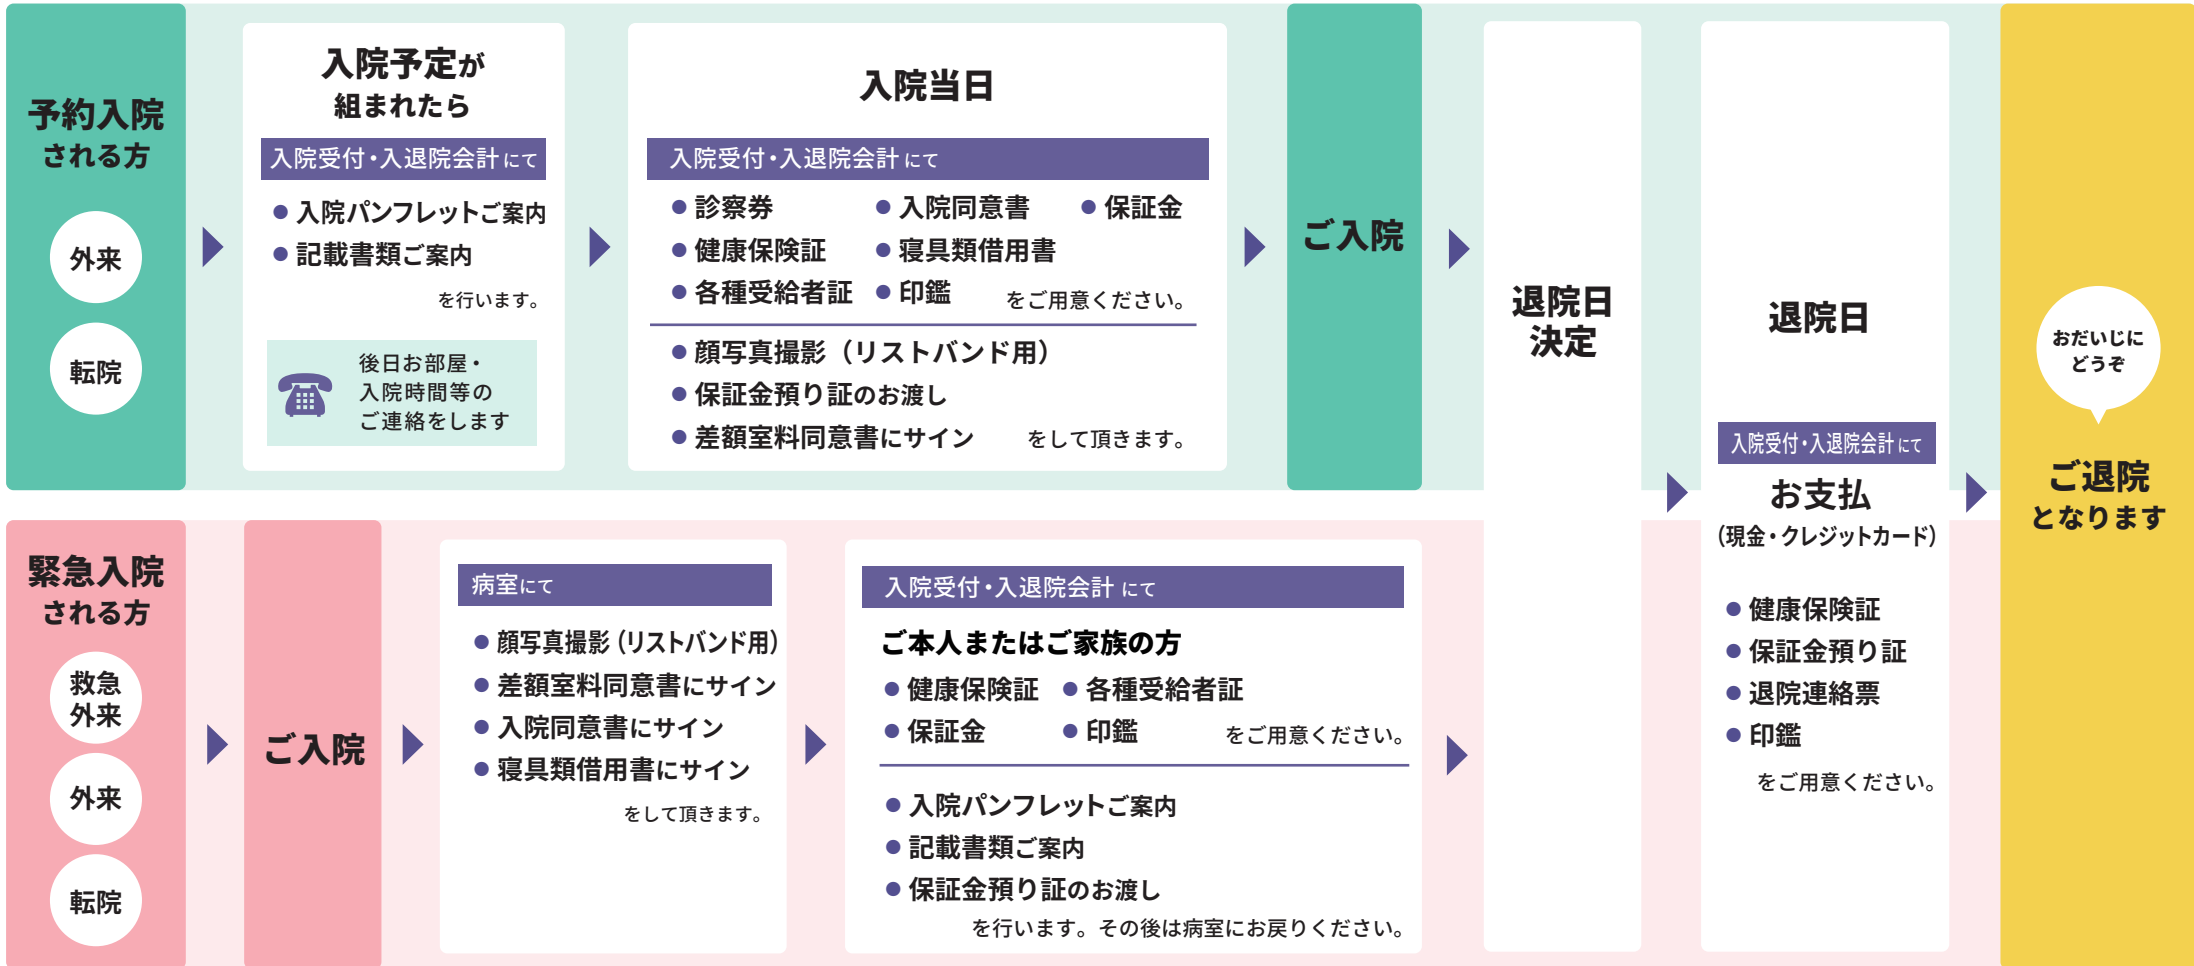 予約入院
される方
外来
転院
入院予定が
組まれたら
入院受付・入退院会計にて
入院パンフレットご案内
記載書類ご案内
を行います。
後日お部屋・
入院時間等の
ご連絡をします
入院当日
入院受付・入退院会計にて
診察券 入院同意書 保証金
健康保険証 寝具類借用書
各種受給者証 印鑑 をご用意ください。
顔写真撮影（リストバンド用）
保証金預り証のお渡し
差額室料同意書にサイン をして頂きます。
ご入院
緊急入院
される方
救急
外来
外来
転院
ご入院
病室にて
顔写真撮影（リストバンド用）
差額室料同意書にサイン
入院同意書にサイン
寝具類借用書にサイン
をして頂きます。
入院受付・入退院会計 にて
ご本人またはご家族の方
健康保険証 各種受給者証
保証金 印鑑 をご用意ください。
入院パンフレットご案内
記載書類ご案内
保証金預り証のお渡し
を行います。その後は病室にお戻りください。
退院日
決定
退院日
入院受付・入退院会計にて
お支払
（現金・クレジットカード）
健康保険証
保証金預り証
退院連絡票
印鑑
をご用意ください。
おだいじに
どうぞ
ご退院
となります